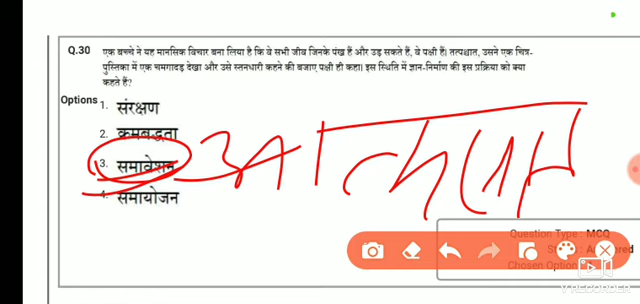 Q.30 एक बच्चे ने यह मानसिक विचार बना लिया है कि वे सभी जीव जिनके पंख हैं और उड़ सकते हैं, वे पक्षी हैं। तत्पश्चात, उसने एक चित्र-
पुस्तिका में एक चमगादड़ देखा और उसे स्तनधारी कहने की बजाए पक्षी ही कहा। इस स्थिति में ज्ञान-निर्माण की इस प्रक्रिया को क्या
कहते हैं?
Options 1. संरक्षण
2. क्रमबद्धता
3. समावेशन
4. समायोजन
Question Type : MCQ
Chosen Option
V RECORDER